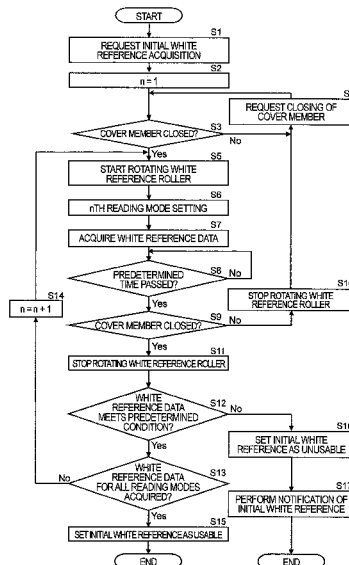 START
S1
REQUEST INITIAL WHITE
REFERENCE ACQUISITION
S2
n = 1
S
REQUEST CLOSING OF
COVER MEMBER
S3
COVER MEMBER CLOSED?
No
Yes
S5
START ROTATING WHITE
REFERENCE ROLLER
S6
nTH READING MODE SETTING
S7
ACQUIRE WHITE REFERENCE DATA
PREDETERMINED
TIME PASSED?
S8
No
Yes
S14
n = n + 1
S1
STOP ROTATING WHITE
REFERENCE ROLLER
COVER MEMBER CLOSED?
S9
No
Yes
S11
STOP ROTATING WHITE REFERENCE ROLLER
S12
WHITE
REFERENCE DATA
MEETS PREDETERMINED
CONDITION?
No
Yes
S16
SET INITIAL WHITE
REFERENCE AS UNUSABLE
S13
WHITE
REFERENCE DATA
FOR ALL READING MODES
ACQUIRED?
No
Yes
S17
PERFORM NOTIFICATION OF
INITIAL WHITE REFERENCE
S15
SET INITIAL WHITE REFERENCE AS USABLE
END
END